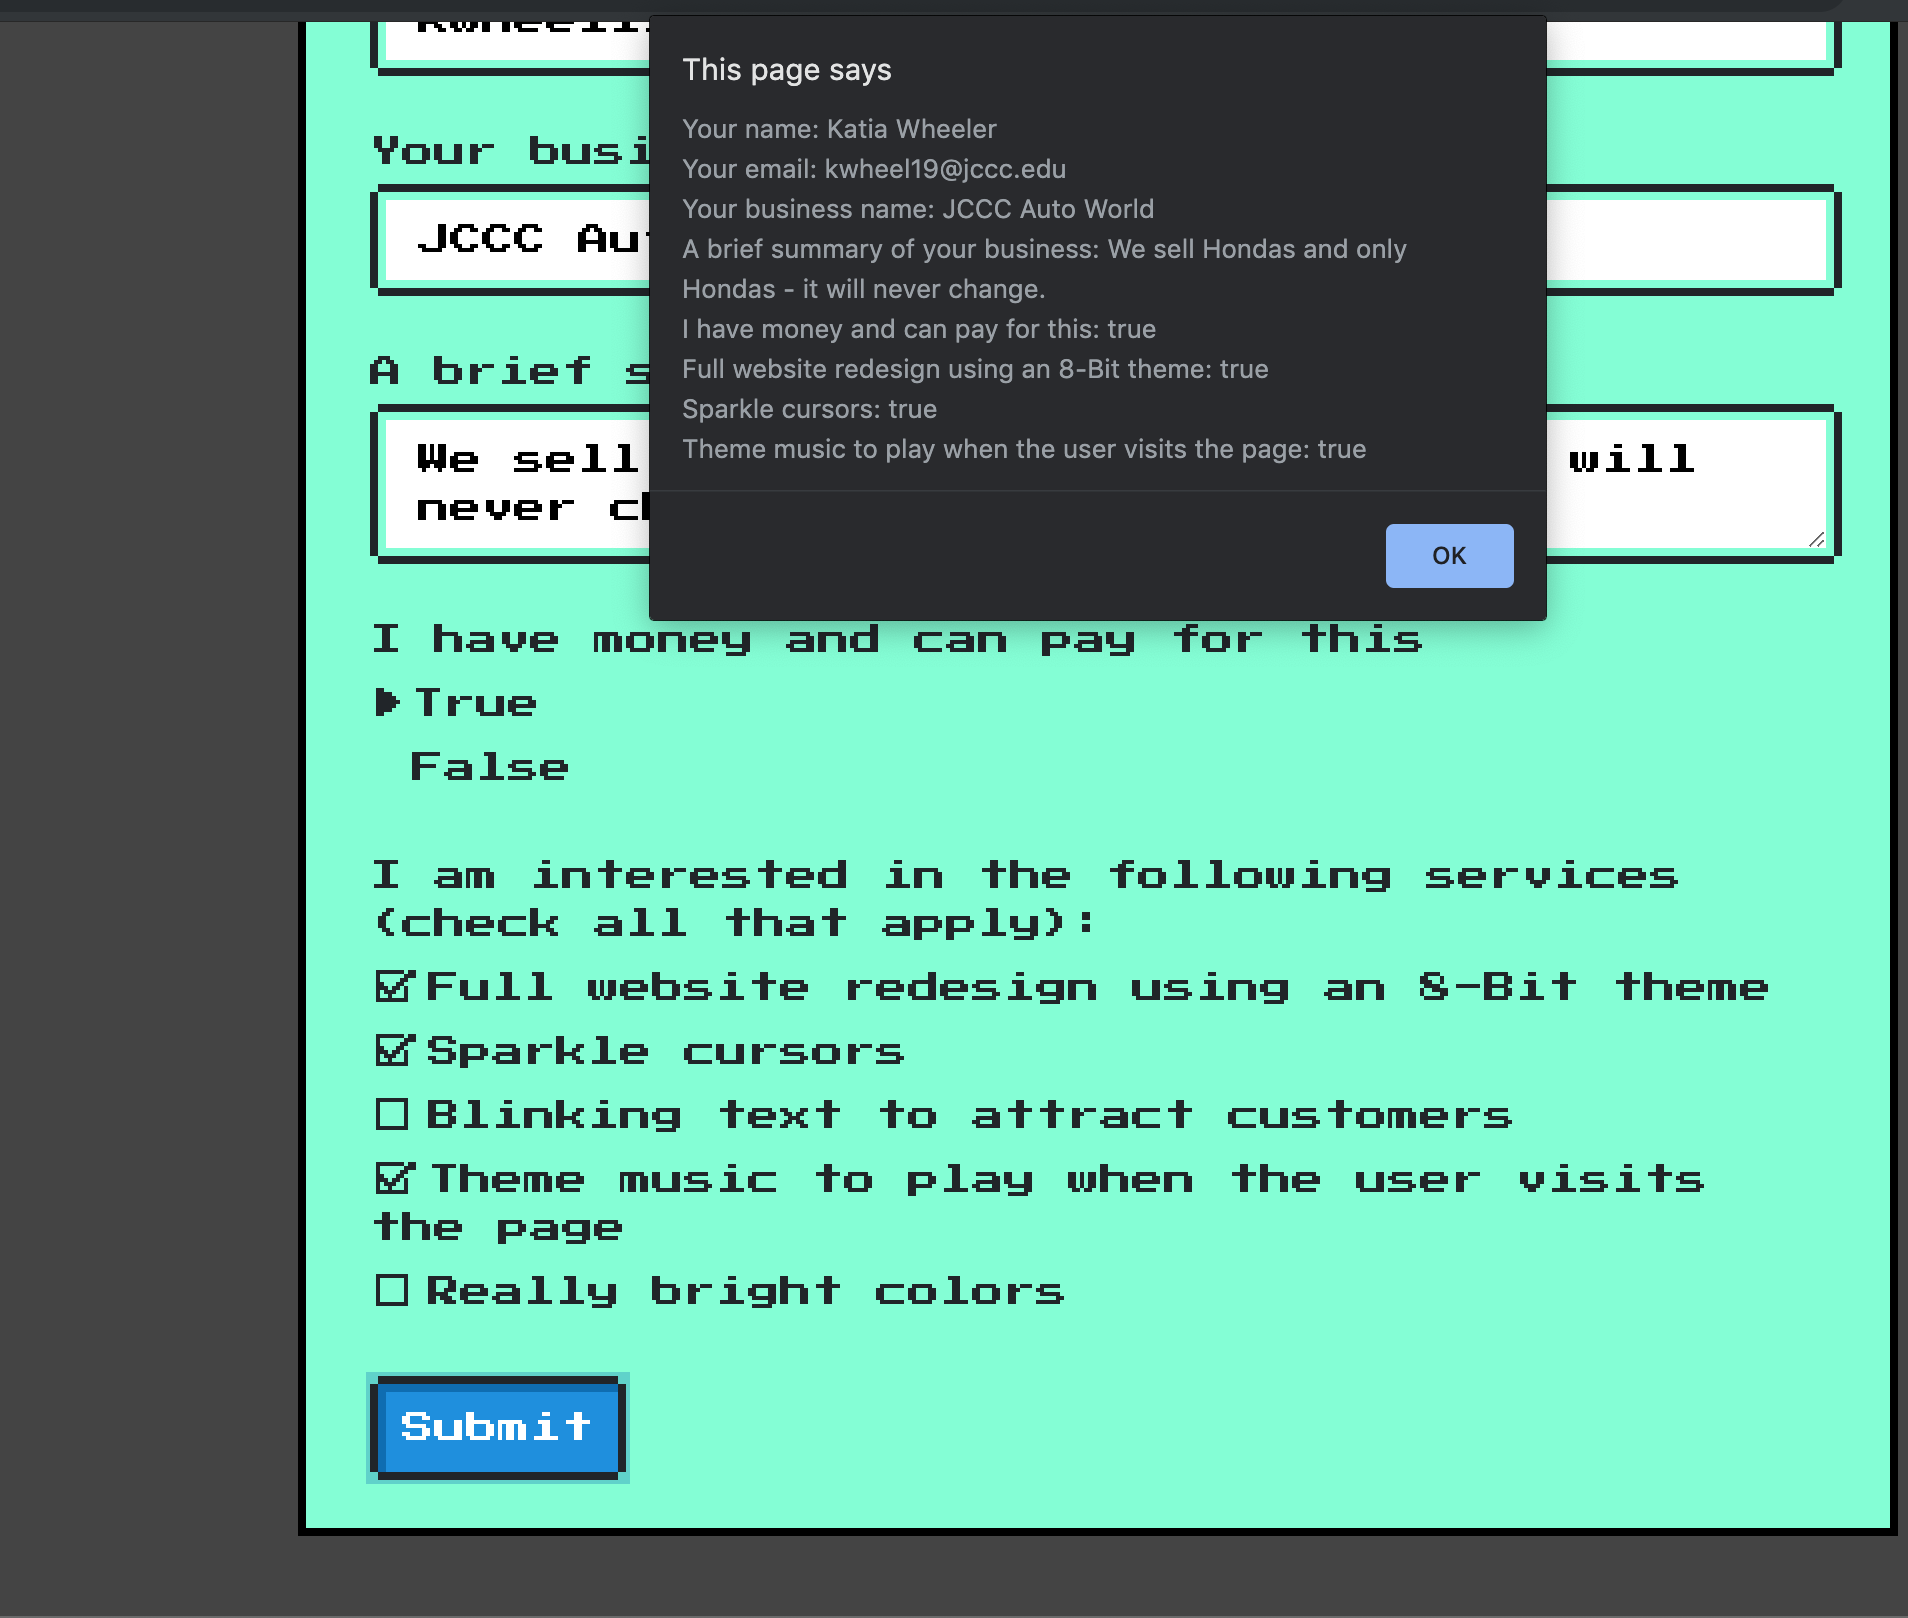 This page says
Your name: Katia Wheeler
Your email: kwheel19@jccc.edu
Your business name: JCCC Auto World
A brief summary of your business: We sell Hondas and only
Hondas - it will never change.
I have money and can pay for this: true
Full website redesign using an 8-Bit theme: true
Sparkle cursors: true
Theme music to play when the user visits the page: true
OK
Your busi
JCCC Au
A brief s
We sell will
never ch
I have money and can pay for this
True
False
I am interested in the following services
(check all that apply):
Full website redesign using an 8-Bit theme
Sparkle cursors
Blinking text to attract customers
Theme music to play when the user visits
the page
Really bright colors
Submit